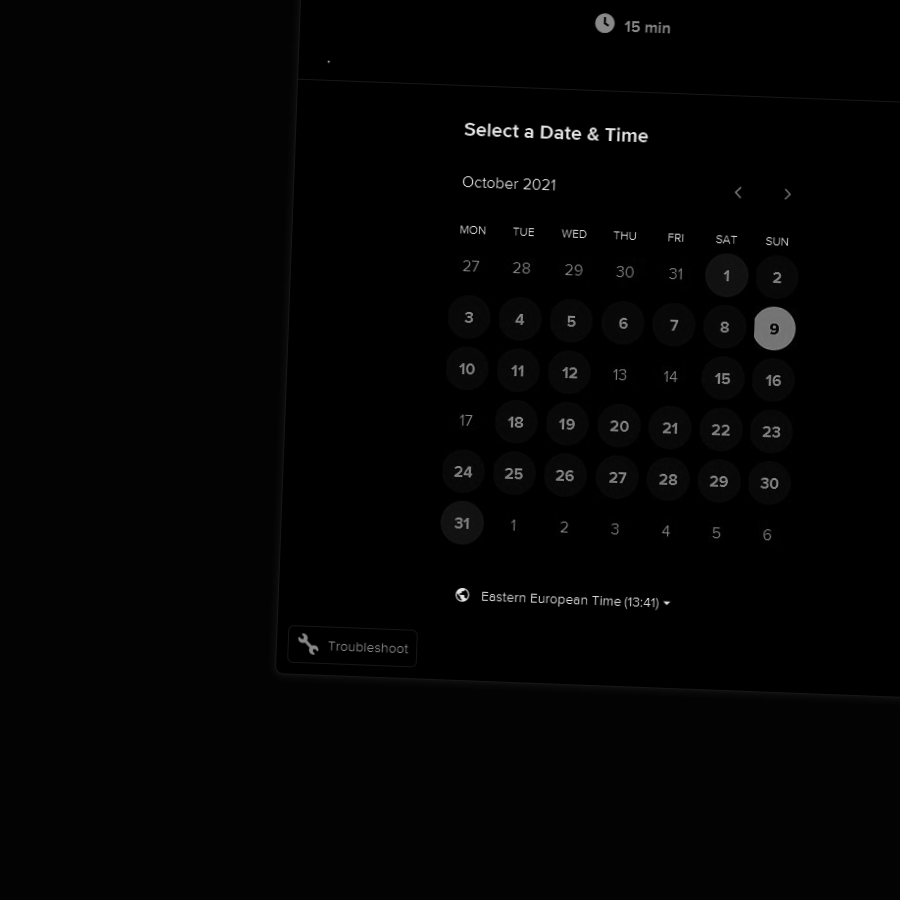 15 min
.
Select a Date & Time
October 2021
MON TUE WED THU FRI SAT SUN
27 28 29 30 31 1 2
3 4 5 6 7 8 9
10 11 12 13 14 15 16
17 18 19 20 21 22 23
24 25 26 27 28 29 30
31 1 2 3 4 5 6
Eastern European Time (13:41)
Troubleshoot